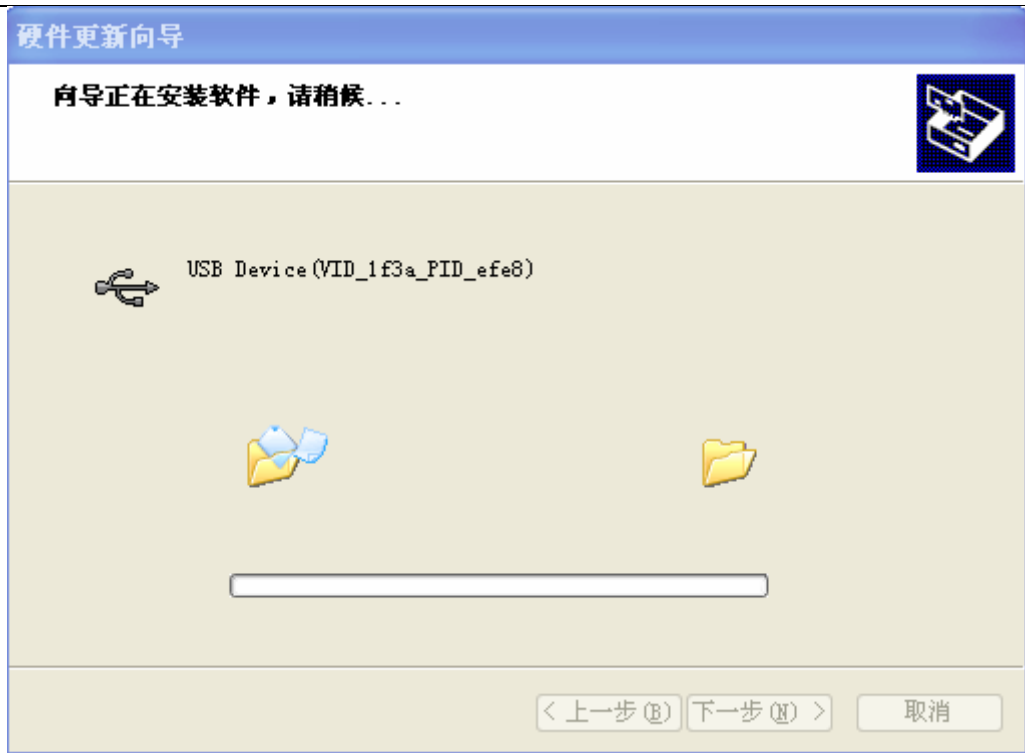 硬件更新向导
向导正在安装软件，请稍候...
USB Device(VID_1f3a_PID_efe8)
< 上一步(B) 下一步(N) > 取消